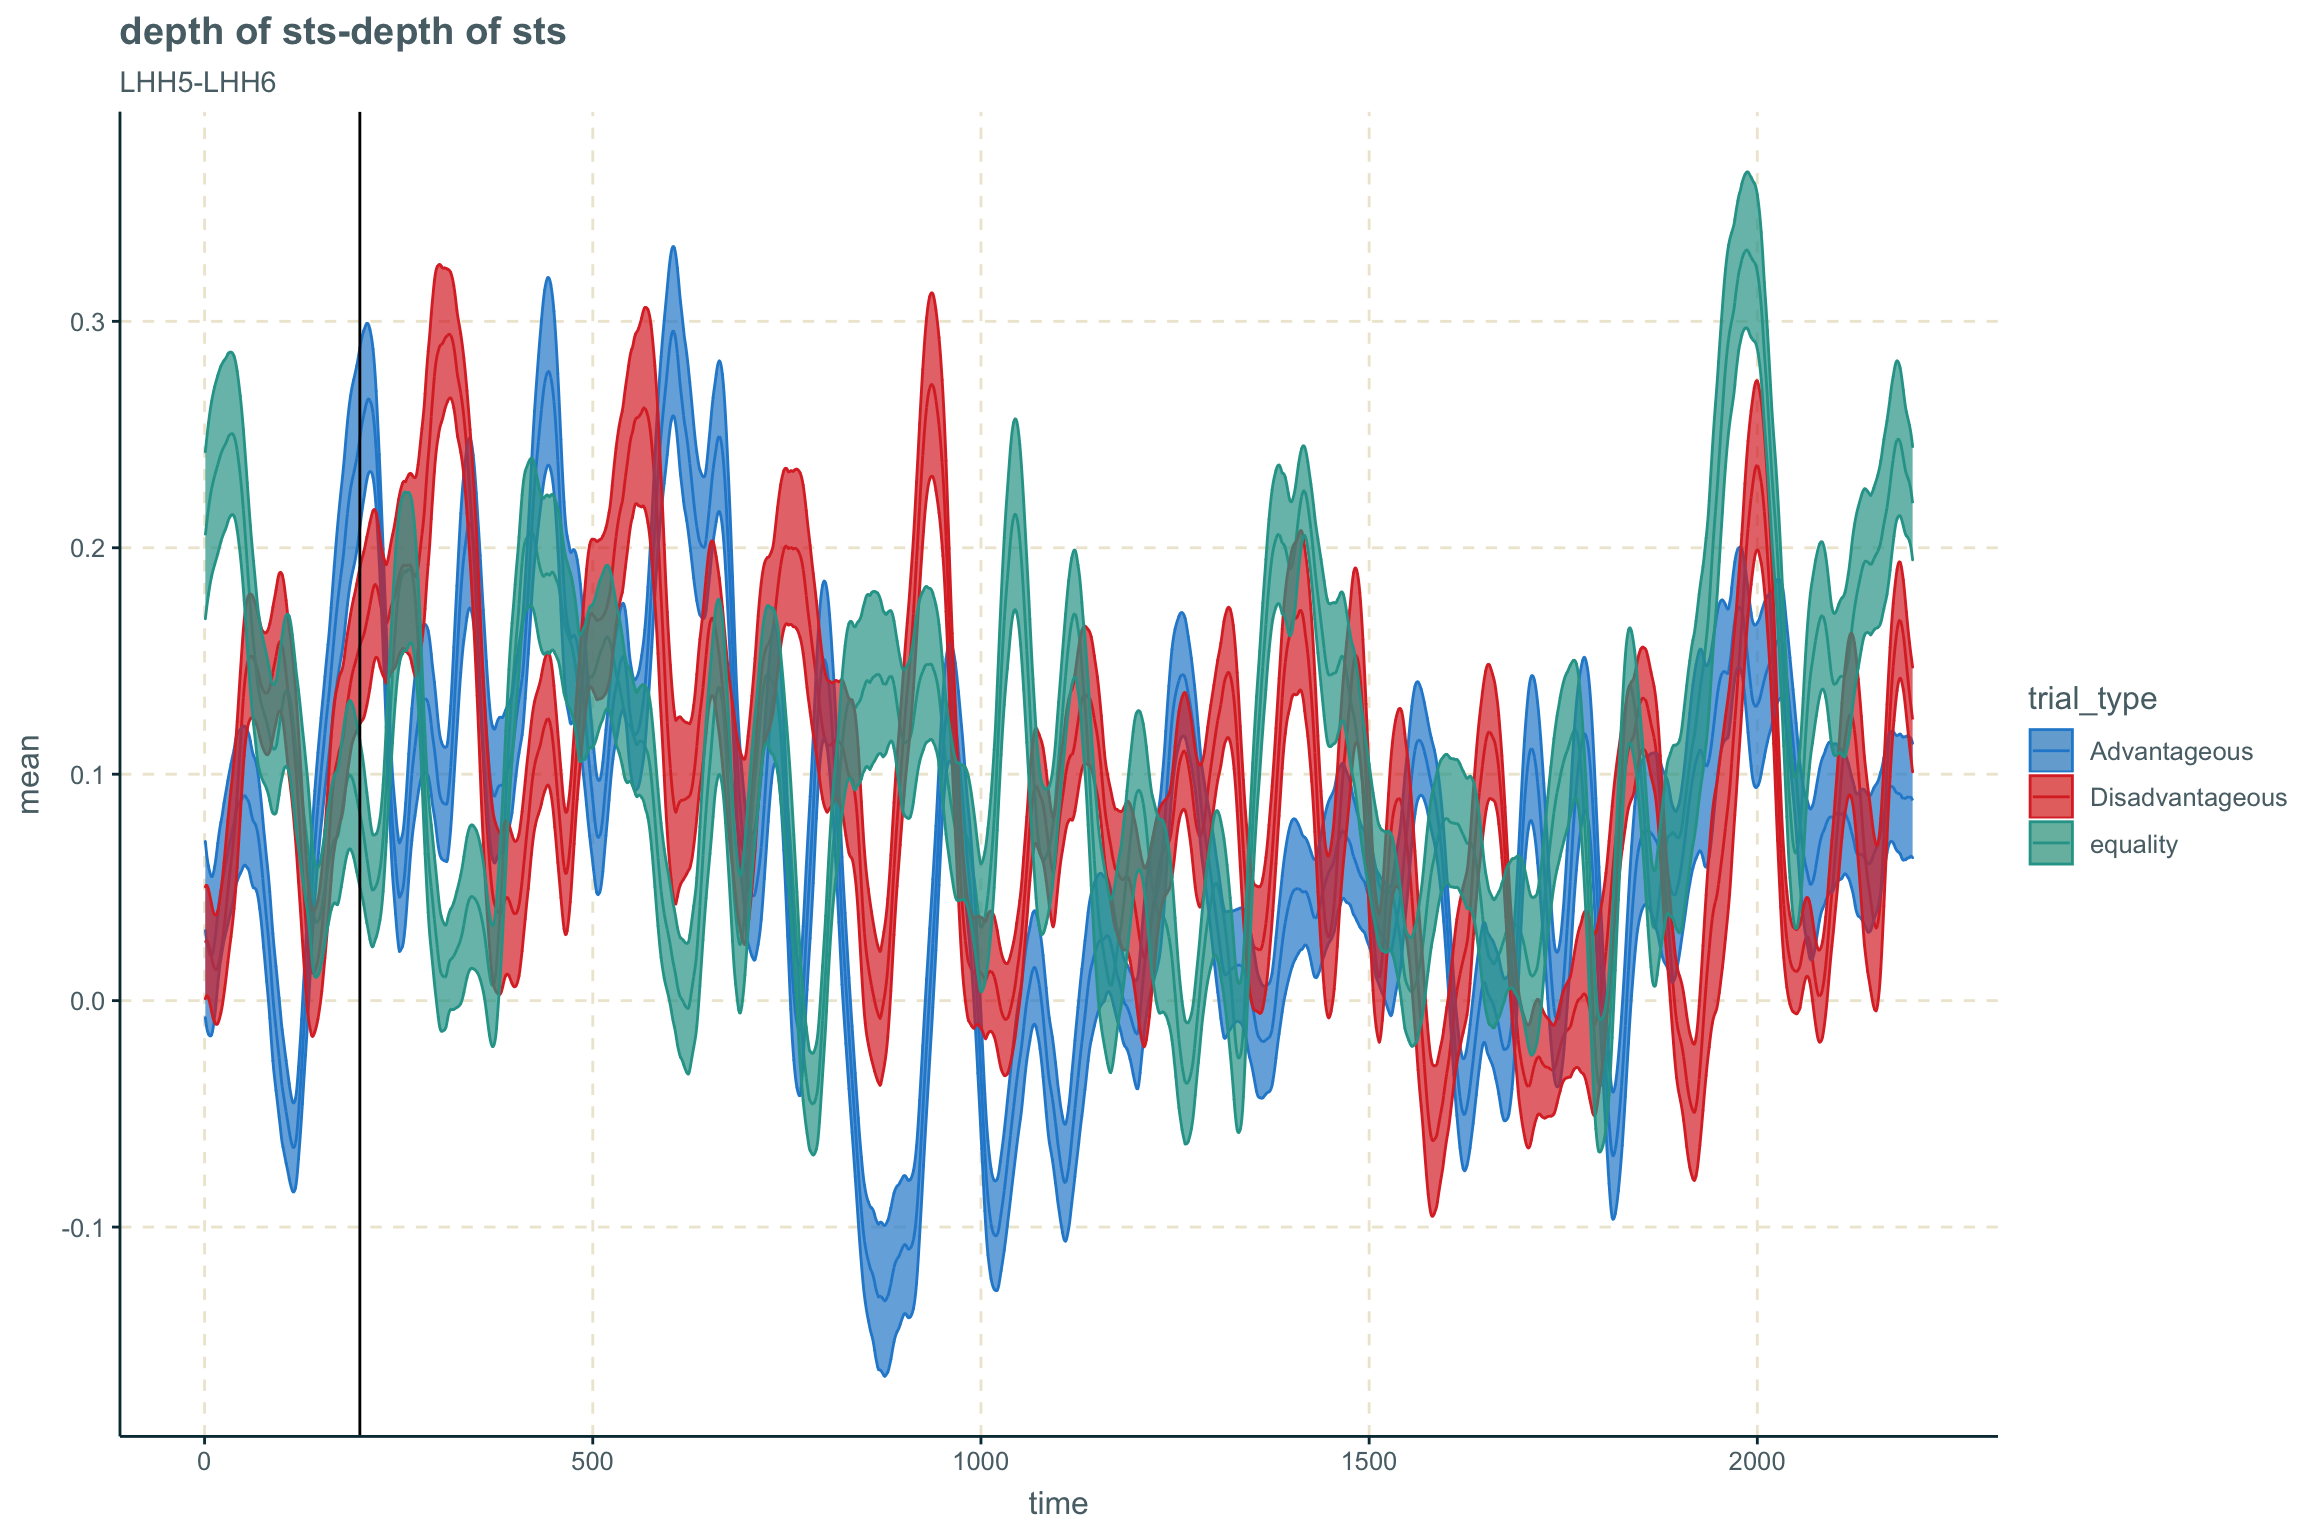 depth of sts-depth of sts
LHH5-LHH6
mean
0.3
0.2
0.1
0.0
-0.1
0
500
1000
1500
2000
time
trial_type
Advantageous
Disadvantageous
equality